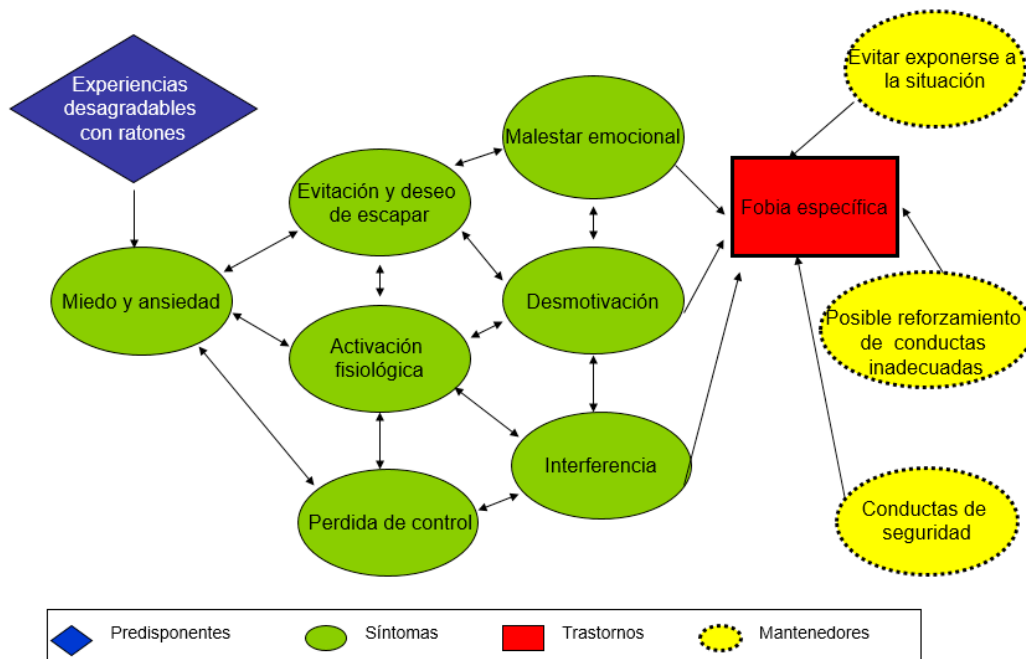 Experiencias
desagradables
con ratones
Evitar exponerse a
la situación
Malestar emocional
Evitación y deseo
de escapar
Fobia específica
Miedo y ansiedad
Desmotivación
Activación
fisiológica
Posible reforzamiento
de conductas
inadecuadas
Interferencia
Perdida de control
Conductas de
seguridad
Predisponentes
Síntomas
Trastornos
Mantenedores